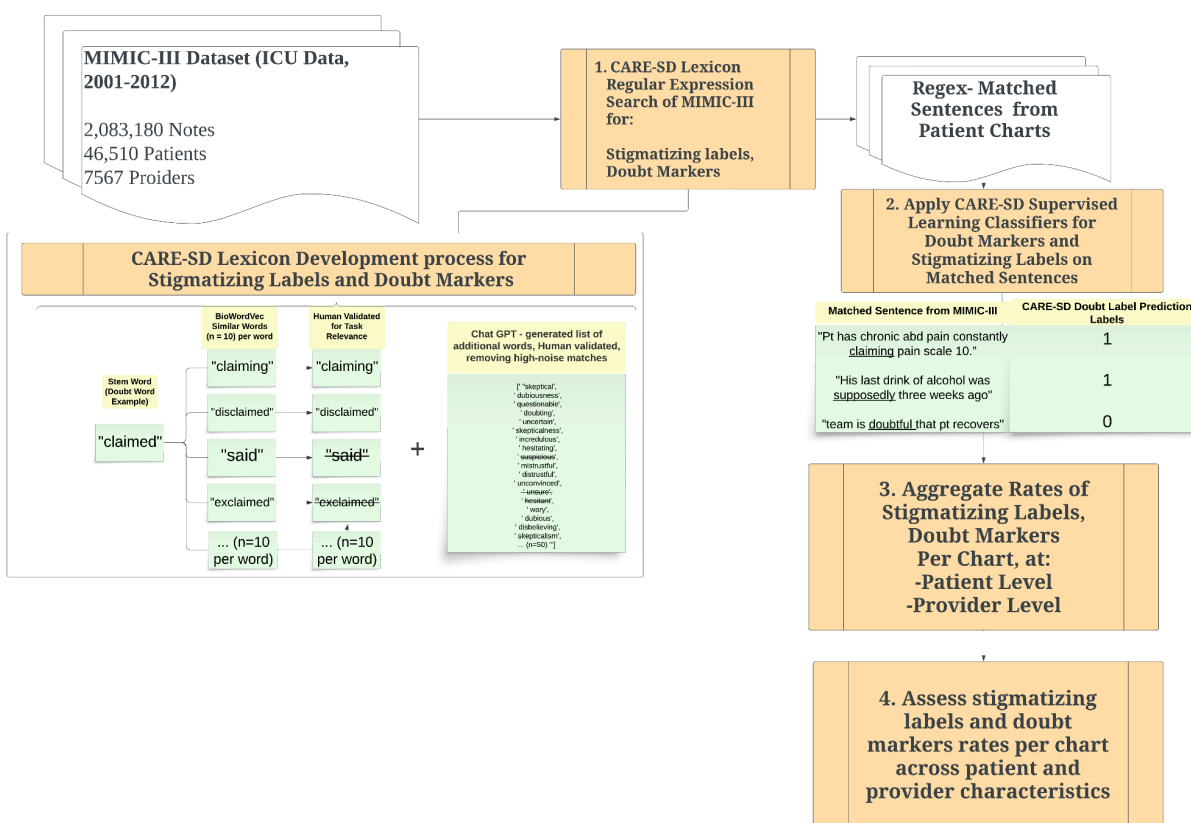 MIMIC-III Dataset (ICU Data,
2001-2012)
2,083,180 Notes
46,510 Patients
7567 Proiders
1. CARE-SD Lexicon
Regular Expression
Search of MIMIC-III
for:
Stigmatizing labels,
Doubt Markers
Regex- Matched
Sentences from
Patient Charts
2. Apply CARE-SD Supervised
Learning Classifiers for
Doubt Markers and
Stigmatizing Labels on
Matched Sentences
CARE-SD Lexicon Development process for
Stigmatizing Labels and Doubt Markers
Stem Word
(Doubt Word
Example)
"claimed"
BioWordVec
Similar Words
(n = 10) per word
"claiming"
"disclaimed"
"said"
"exclaimed"
... (n=10
per word)
Human Validated
for Task
Relevance
"claiming"
"disclaimed"
"said"
"exclaimed"
... (n=10
per word)
+
Chat GPT - generated list of
additional words, Human validated,
removing high-noise matches
[' "skeptical',
' dubiousness',
' questionable',
' doubting',
' uncertain',
' skepticalness',
' incredulous',
' hesitating',
' suspicious',
' mistrustful',
' distrustful',
' unconvinced',
' unsure',
' hesitant',
' wary',
' dubious',
' disbelieving',
' skepticalism',
... (n=50) '"]
Matched Sentence from MIMIC-III
"Pt has chronic abd pain constantly
claiming pain scale 10."
"His last drink of alcohol was
supposedly three weeks ago"
"team is doubtful that pt recovers"
CARE-SD Doubt Label Prediction
Labels
1
1
0
3. Aggregate Rates of
Stigmatizing Labels,
Doubt Markers
Per Chart, at:
-Patient Level
-Provider Level
4. Assess stigmatizing
labels and doubt
markers rates per chart
across patient and
provider characteristics